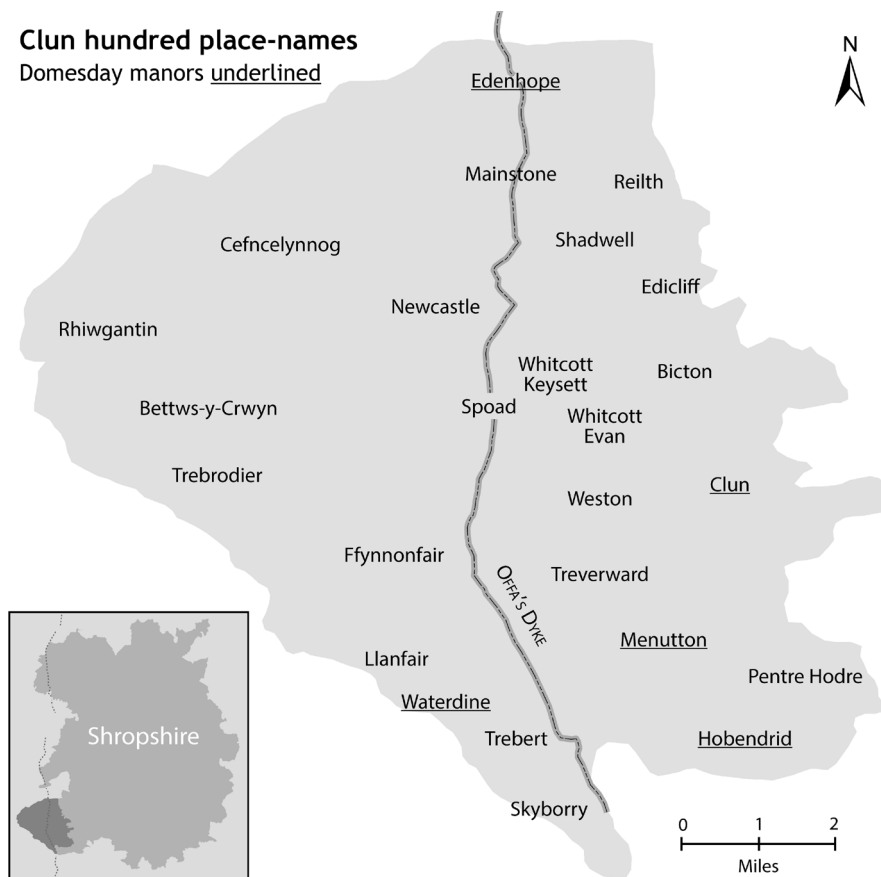 Clun hundred place-names
Domesday manors underlined
N
Edenhope
Mainstone
Reilth
Shadwell
Cefncelynnog
Edicliff
Newcastle
Rhiwgantin
Whitcott
Keysett
Bicton
Bettws-y-Crwyn
Spoad
Whitcott
Evan
Trebrodier
Clun
Weston
Ffynnonfair
Treverward
OFFA'S DYKE
Menutton
Llanfair
Pentre Hodre
Waterdine
Shropshire
Trebert
Hobendrid
Skyborry
0 1 2
Miles